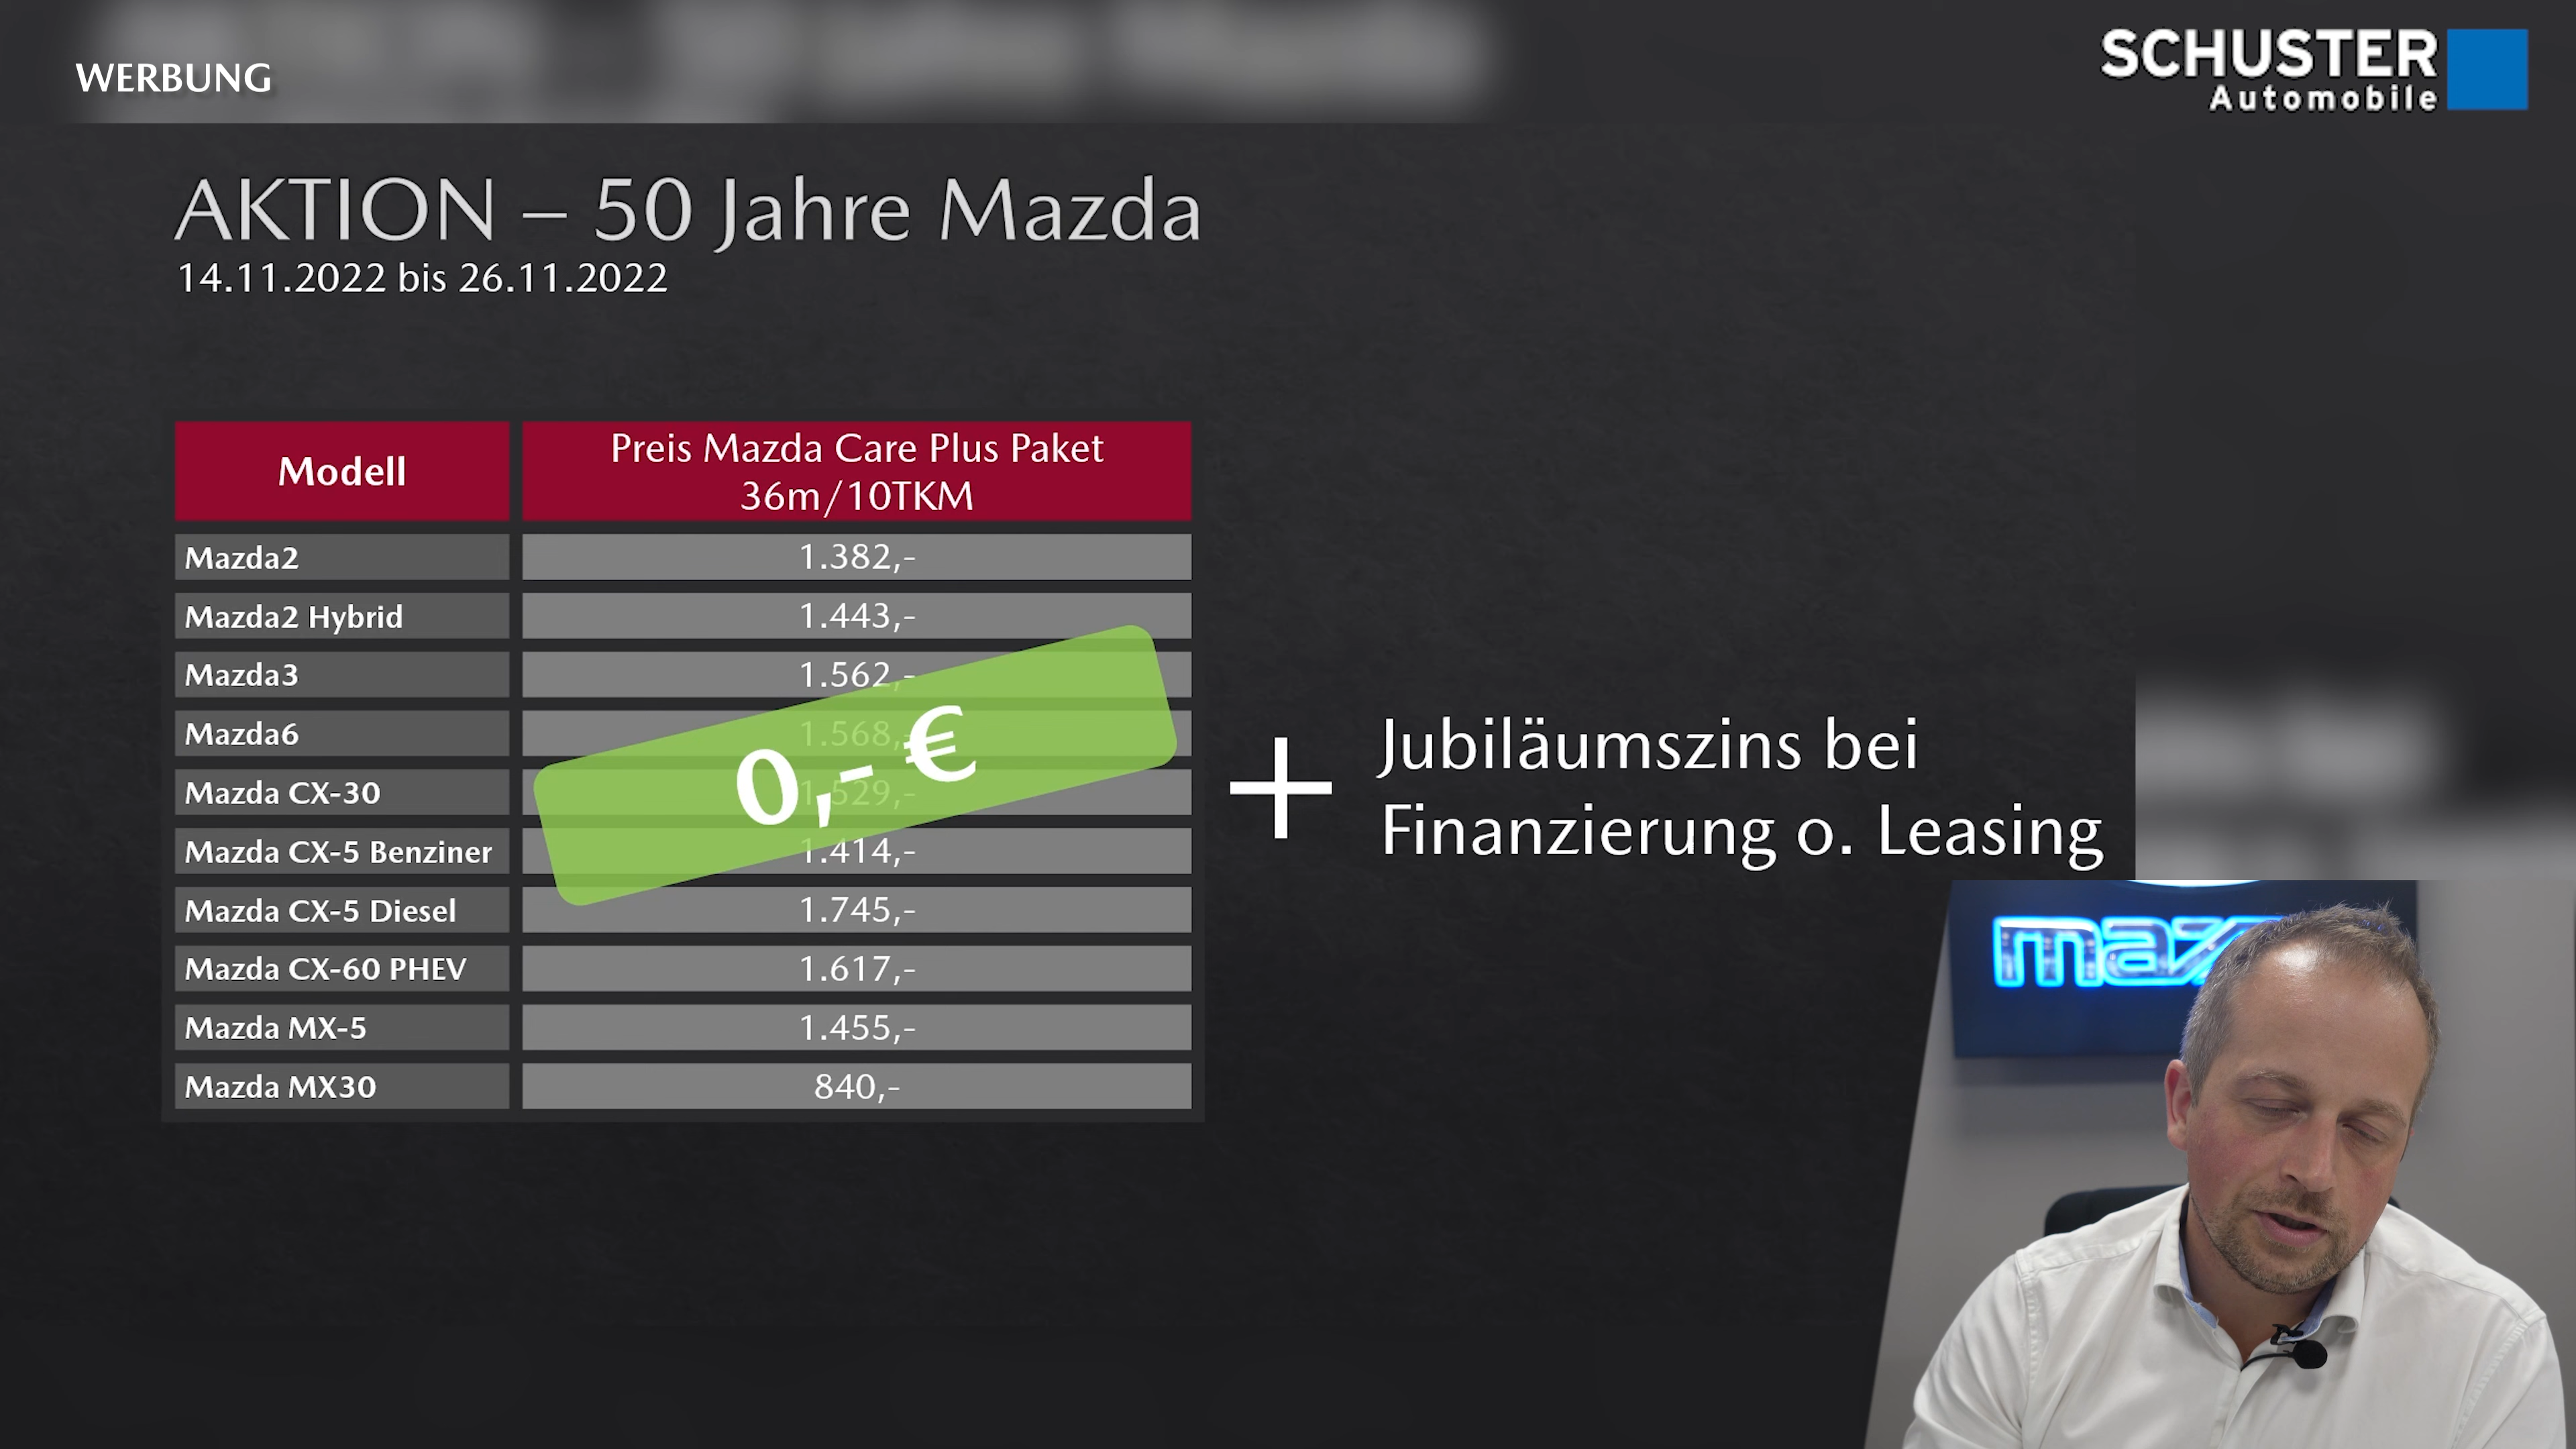 WERBUNG
SCHUSTER
Automobile
AKTION – 50 Jahre Mazda
14.11.2022 bis 26.11.2022
Modell
Preis Mazda Care Plus Paket
36m/10TKM
Mazda2
1.382,-
Mazda2 Hybrid
1.443,-
Mazda3
1.562,-
Mazda6
1.568,-
Mazda CX-30
1.529,-
Mazda CX-5 Benziner
1.414,-
Mazda CX-5 Diesel
1.745,-
Mazda CX-60 PHEV
1.617,-
Mazda MX-5
1.455,-
Mazda MX30
840,-
0,- €
+
Jubiläumszins bei
Finanzierung o. Leasing
maz